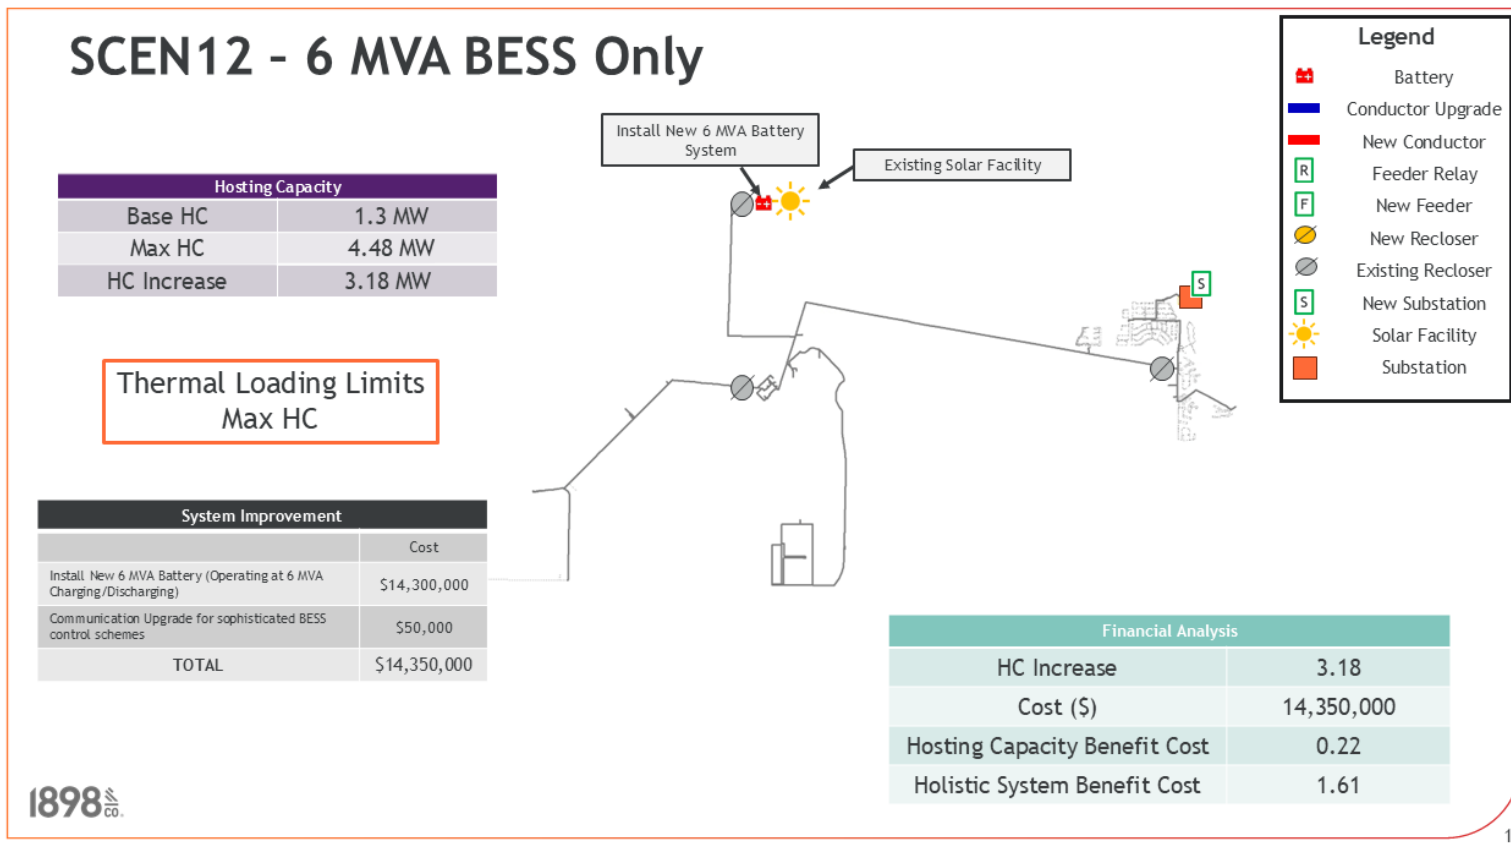 SCEN12 - 6 MVA BESS Only
Hosting Capacity
Base HC 1.3 MW
Max HC 4.48 MW
HC Increase 3.18 MW
Thermal Loading Limits
Max HC
System Improvement
Cost
Install New 6 MVA Battery (Operating at 6 MVA
Charging/Discharging) $14,300,000
Communication Upgrade for sophisticated BESS
control schemes $50,000
TOTAL $14,350,000
Install New 6 MVA Battery
System
Existing Solar Facility
S
Legend
Battery
Conductor Upgrade
New Conductor
R Feeder Relay
F New Feeder
New Recloser
Existing Recloser
S New Substation
Solar Facility
Substation
Financial Analysis
HC Increase 3.18
Cost ($) 14,350,000
Hosting Capacity Benefit Cost 0.22
Holistic System Benefit Cost 1.61
1898 & CO.
1